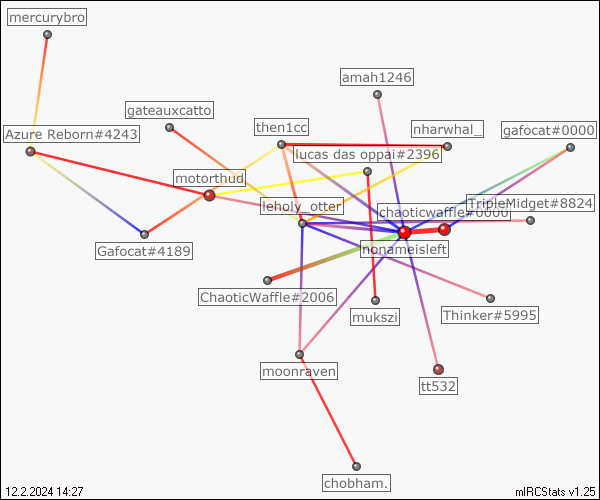 mercurybro
amah1246
gateauxcatto
then1cc
nharwhal_
gafocat#0000
Azure Reborn#4243
lucas das oppai#2396
motorthud
leholy_otter
chaoticwaffle#0000
TripleMidget#8824
Gafocat#4189
nonameisleft
ChaoticWaffle#2006
mukszi
Thinker#5995
moonraven
tt532
chobham.
12.2.2024 14:27
mIRCStats v1.25